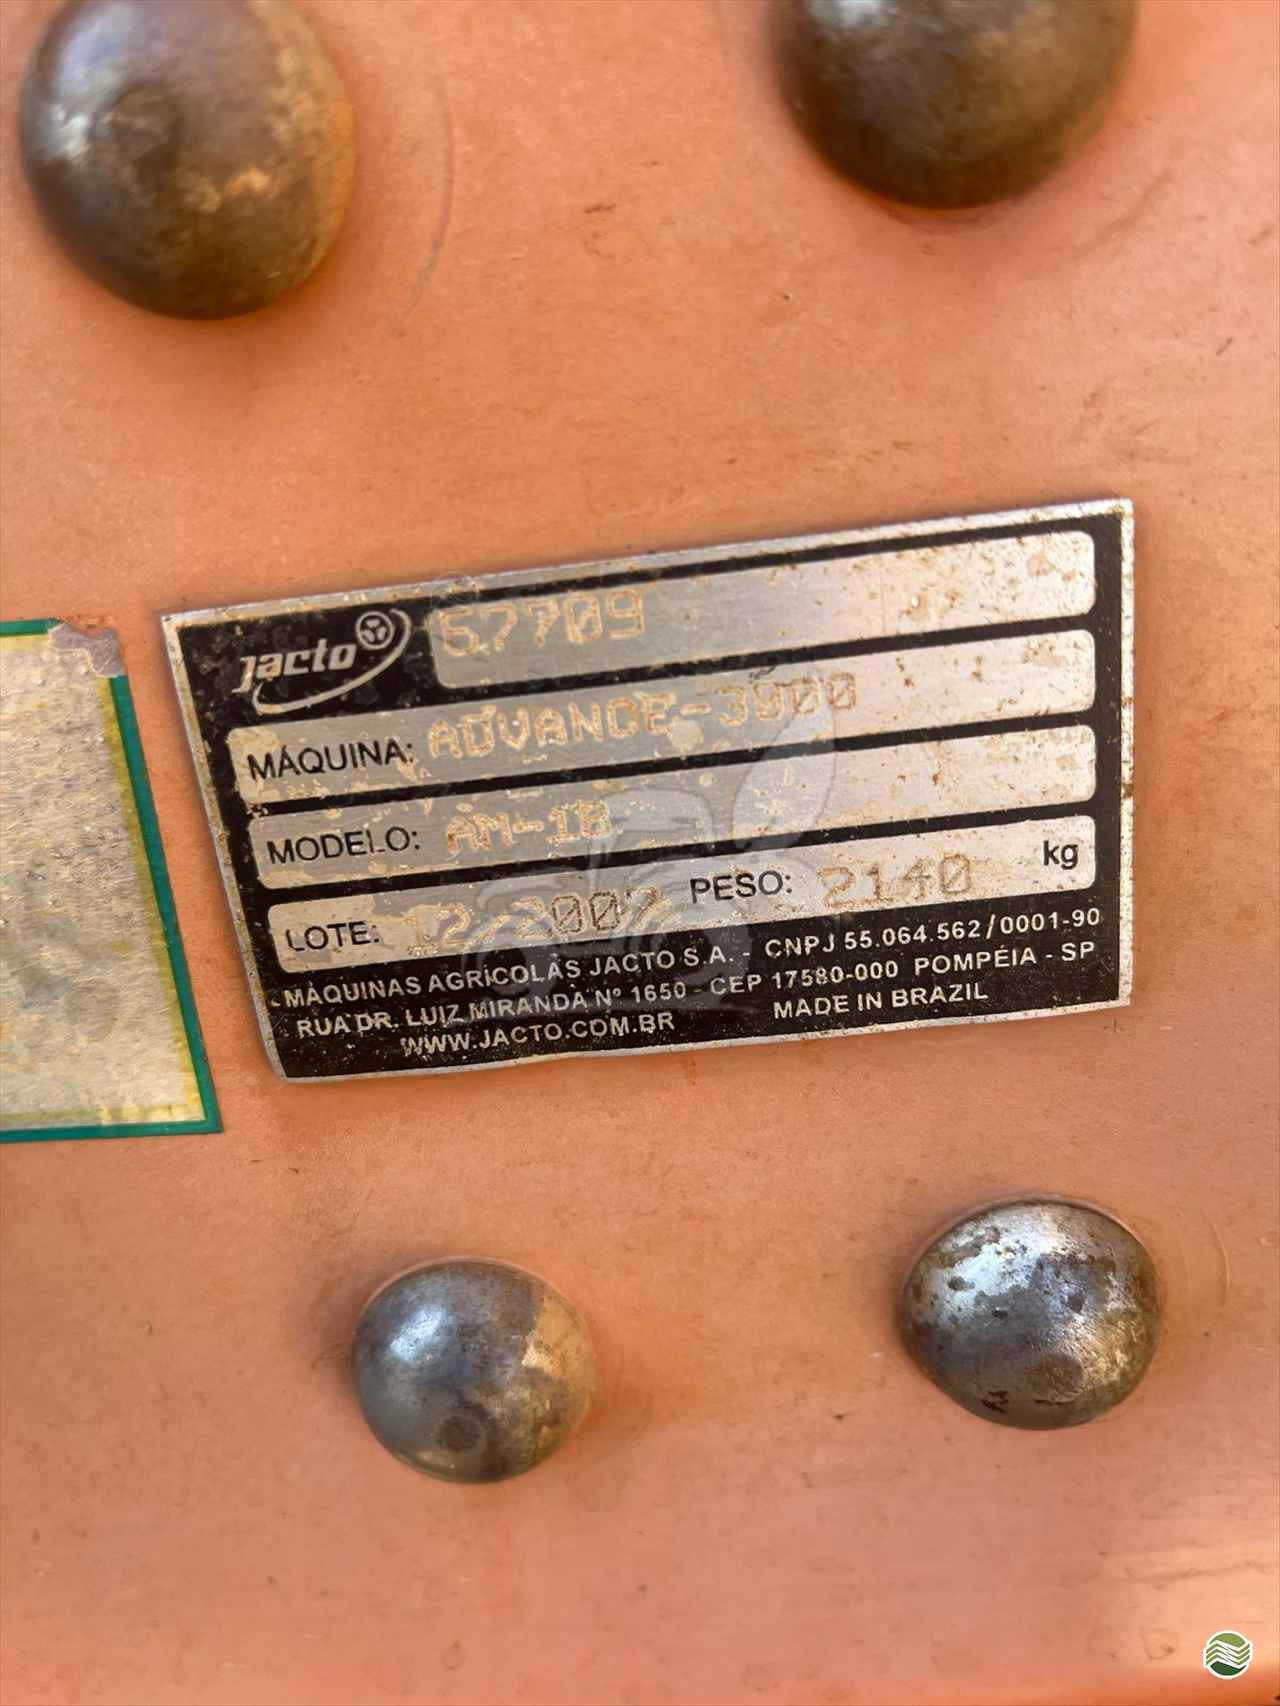 Jacto 67709
MÁQUINA: ADVANCE-3000
MODELO: AM-18
LOTE: 12/2007 PESO: 2140 kg
MÁQUINAS AGRÍCOLAS JACTO S.A. - CNPJ 55.064.562/0001-90
RUA DR. LUIZ MIRANDA Nº 1650 - CEP 17580-000 POMPÉIA - SP
WWW.JACTO.COM.BR MADE IN BRAZIL